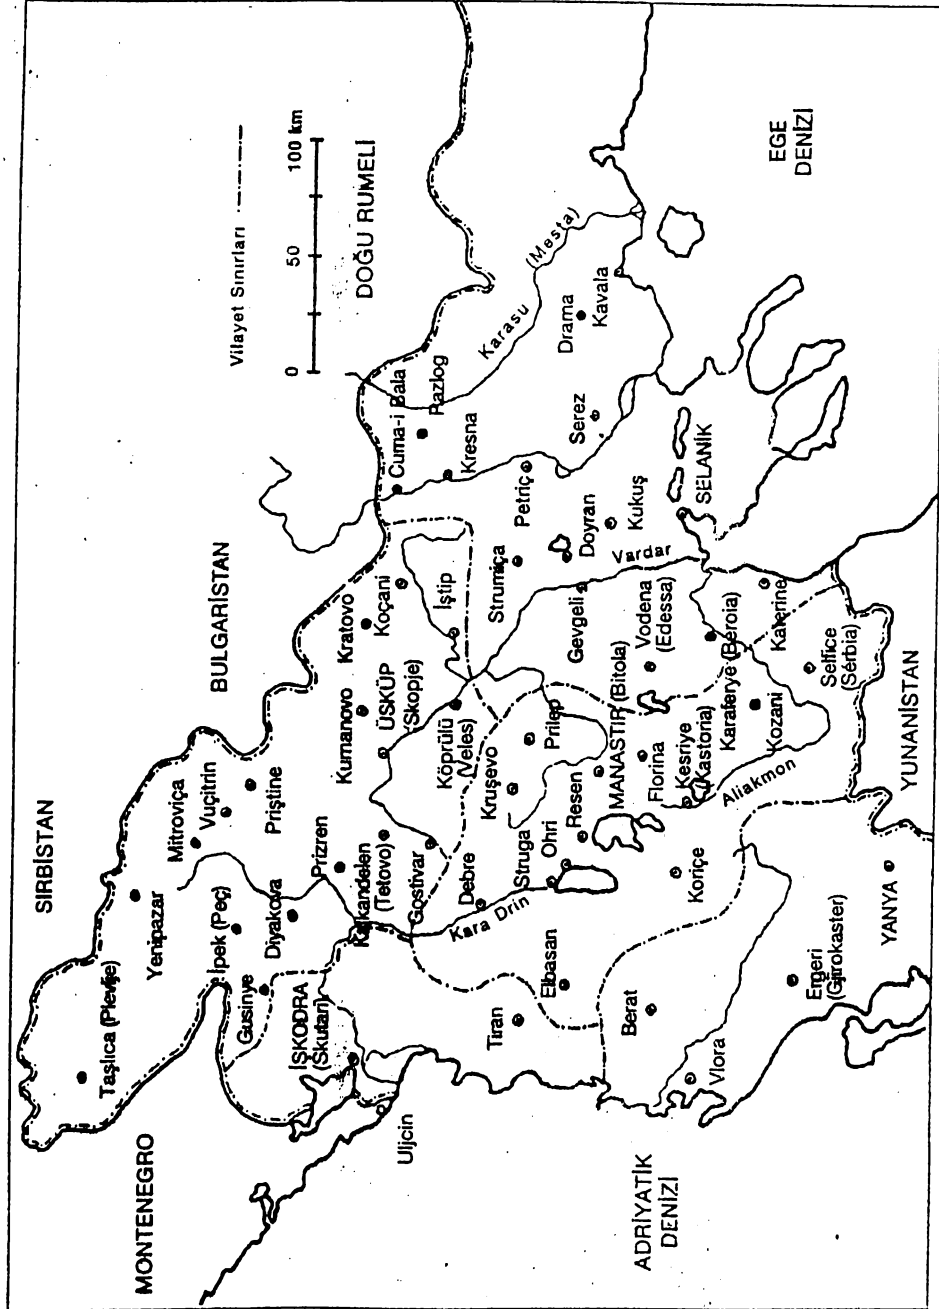 SIRBİSTAN
MONTENEGRO
BULGARİSTAN
Vilayet Sınırları
0 50 100 km
DOĞU RUMELİ
Taşlıca (Plevlje)
Yenipazar
Mitroviça
Vuçitrin
Priştine
İpek (Peç)
Gusinye
Diyakova
Prizren
İŞKODRA
(Skutari)
Uljcin
Kalkandelen
(Tetovo)
Gostivar
Kumanovo
ÜSKÜP
(Skopje)
Kratovo
Koçani
İştip
Köprülü
(Veles)
Cuma-i Bala
Razlog
Kresna
Karasu
(Mesta)
Petriç
Strumiça
Doyran
Kukuş
Serez
Drama
Kavala
Debre
Kara Drin
Struga
Ohri
Resen
Kruşevo
Prilep
MANASTIR (Bitola)
Florina
Kesriye
(Kastoria)
Gevgeli
Vardar
Vodena
(Edessa)
Karaferye (Beroia)
SELANİK
Katerine
Kozani
Aliakmon
Selfice
(Sérbia)
Tiran
Elbasan
Berat
Vlora
Koriçe
Ergeri
(Gjirokaster)
YANYA
YUNANİSTAN
ADRİYATİK
DENİZİ
EGE
DENİZİ